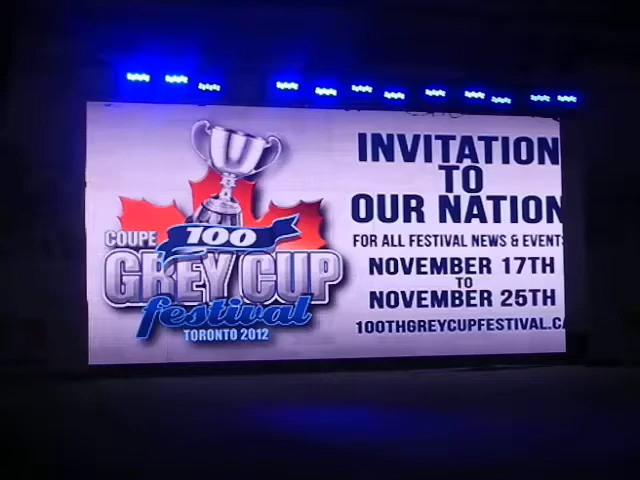 COUPE 100
GREY CUP
festival
TORONTO 2012
INVITATION
TO
OUR NATION
FOR ALL FESTIVAL NEWS & EVENTS
NOVEMBER 17TH
TO
NOVEMBER 25TH
100THGREYCUPFESTIVAL.CA